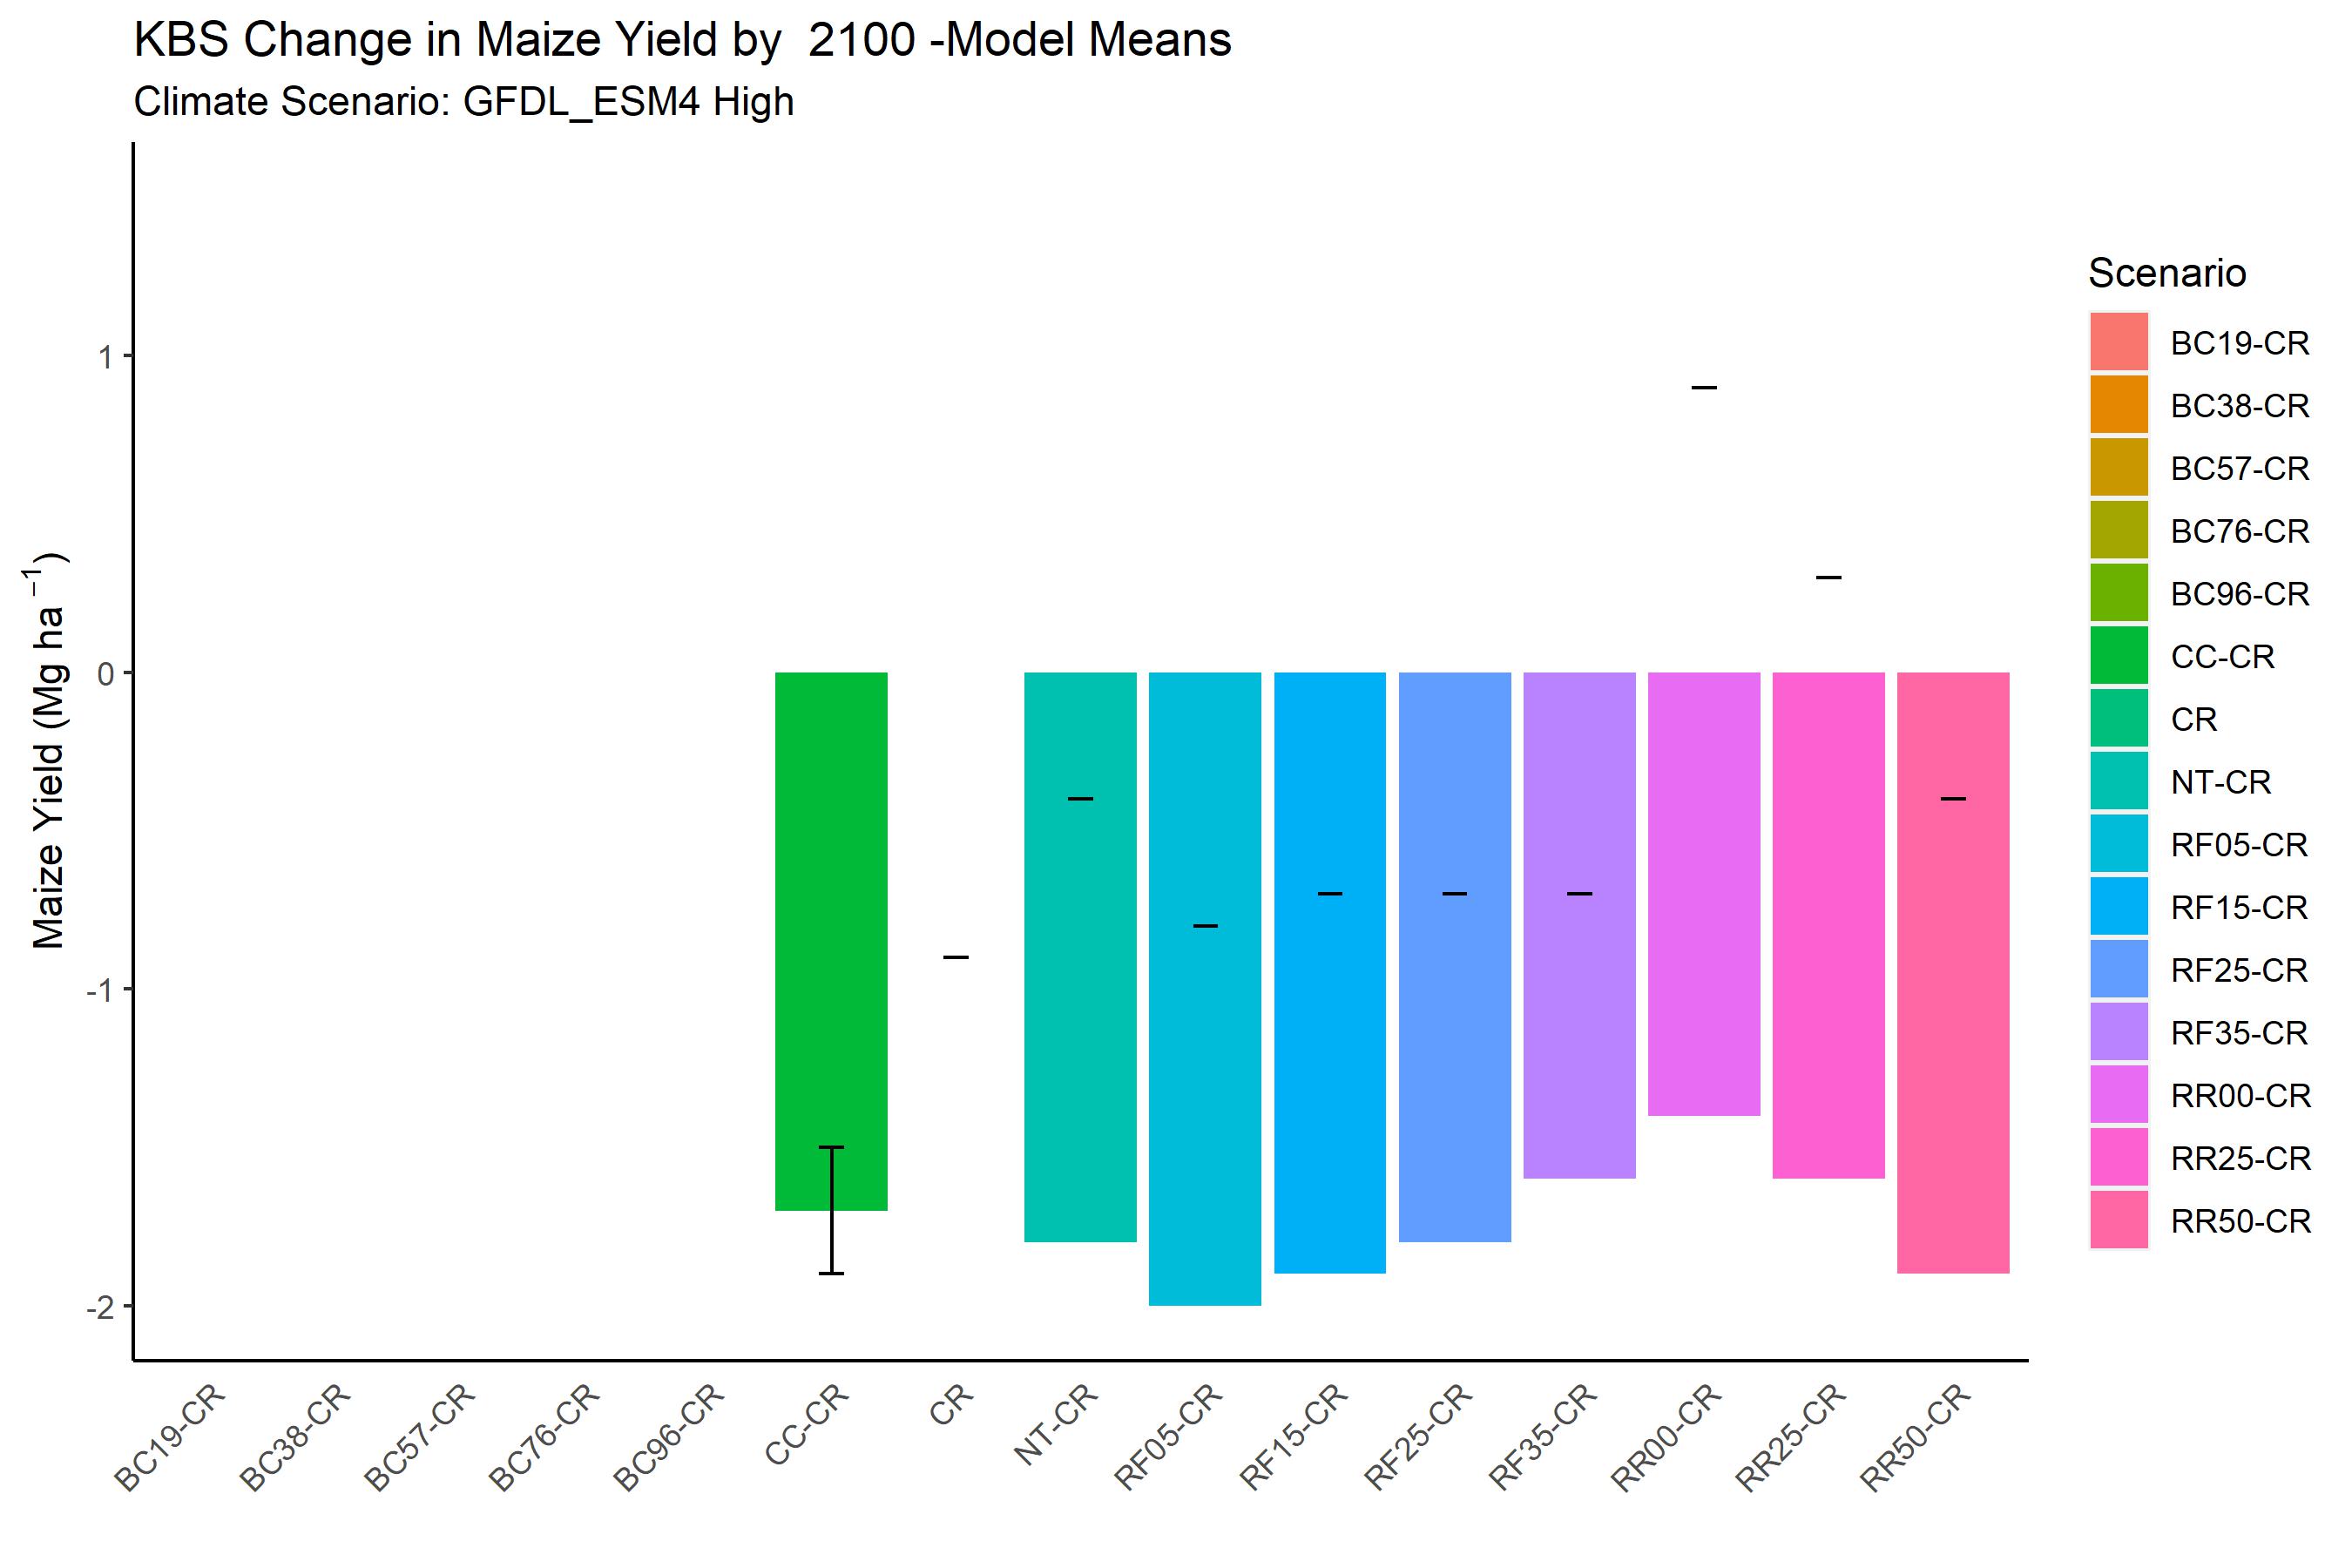 KBS Change in Maize Yield by  2100 -Model Means
Climate Scenario: GFDL_ESM4 High
Maize Yield (Mg ha⁻¹)
1
0
-1
-2
BC19-CR
BC38-CR
BC57-CR
BC76-CR
BC96-CR
CC-CR
CR
NT-CR
RF05-CR
RF15-CR
RF25-CR
RF35-CR
RR00-CR
RR25-CR
RR50-CR
Scenario
BC19-CR
BC38-CR
BC57-CR
BC76-CR
BC96-CR
CC-CR
CR
NT-CR
RF05-CR
RF15-CR
RF25-CR
RF35-CR
RR00-CR
RR25-CR
RR50-CR